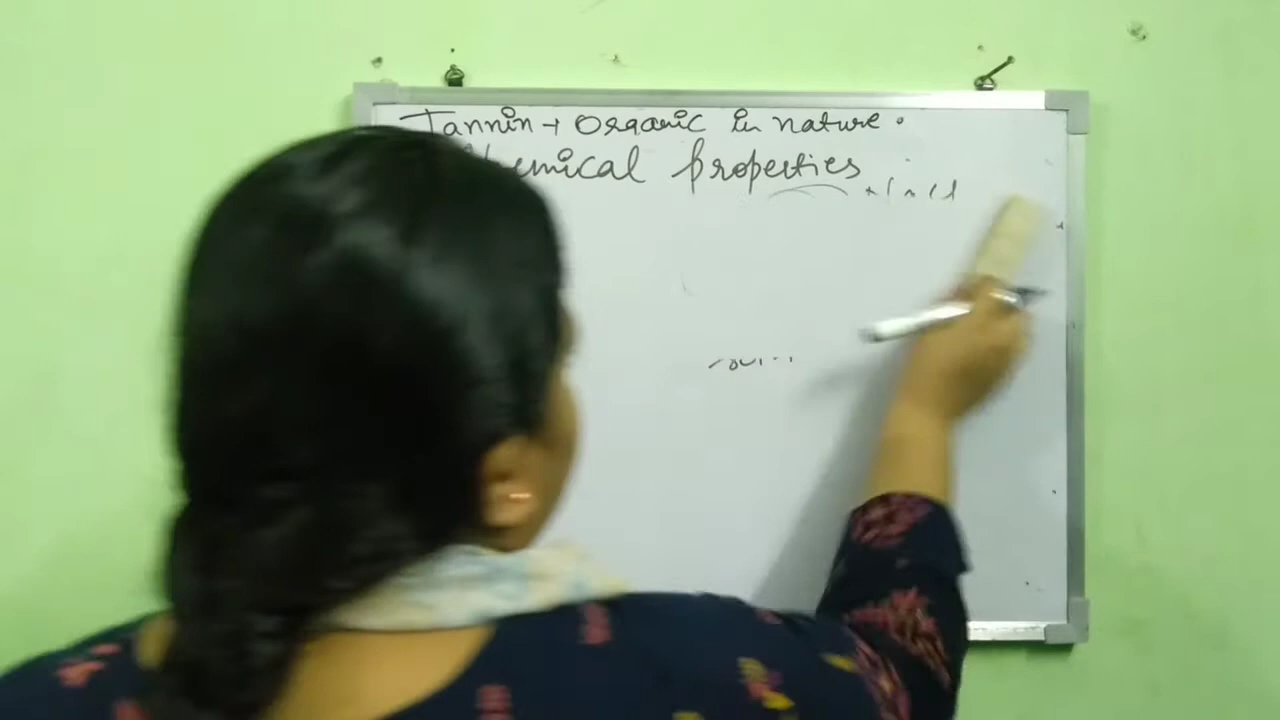 Tannin → Organic in nature.
Chemical properties